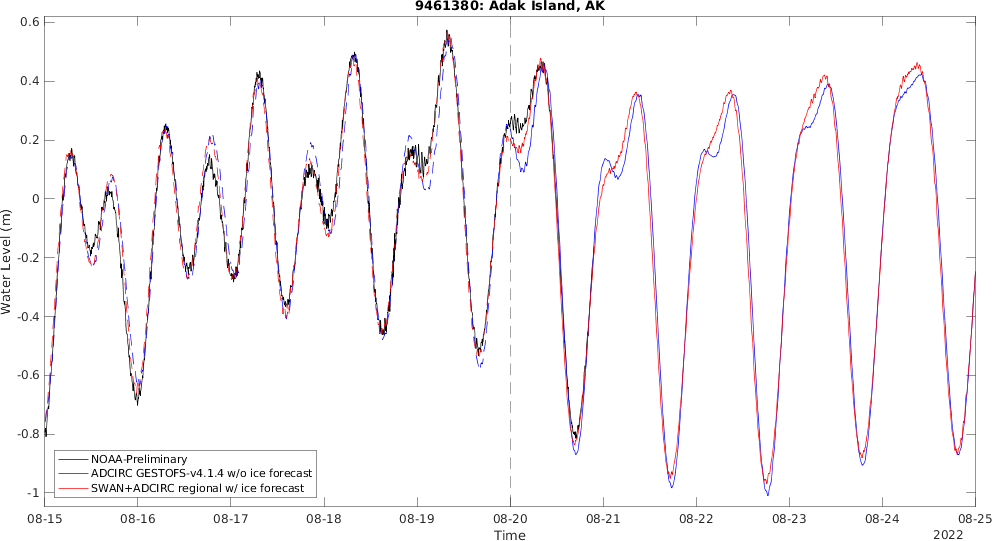 9461380: Adak Island, AK
0.6
0.4
0.2
0
-0.2
-0.4
-0.6
-0.8
-1
Water Level (m)
NOAA-Preliminary
ADCIRC GESTOFS-v4.1.4 w/o ice forecast
SWAN+ADCIRC regional w/ ice forecast
08-15 08-16 08-17 08-18 08-19 08-20 08-21 08-22 08-23 08-24 08-25
Time
2022